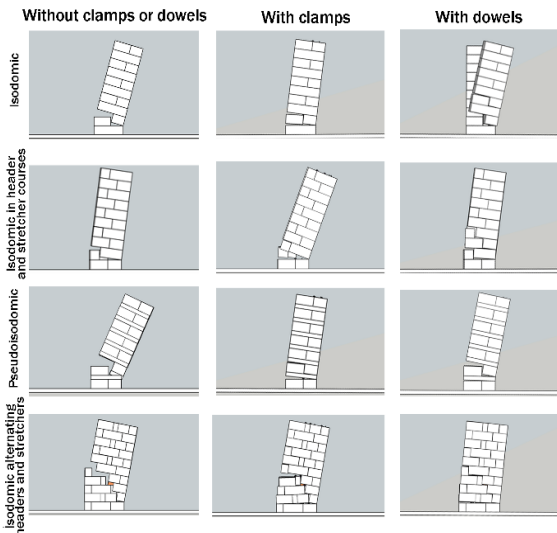 Without clamps or dowels
With clamps
With dowels
Isodomic
Isodomic in header
and stretcher courses
Pseudoisodomic
Isodomic alternating
headers and stretchers